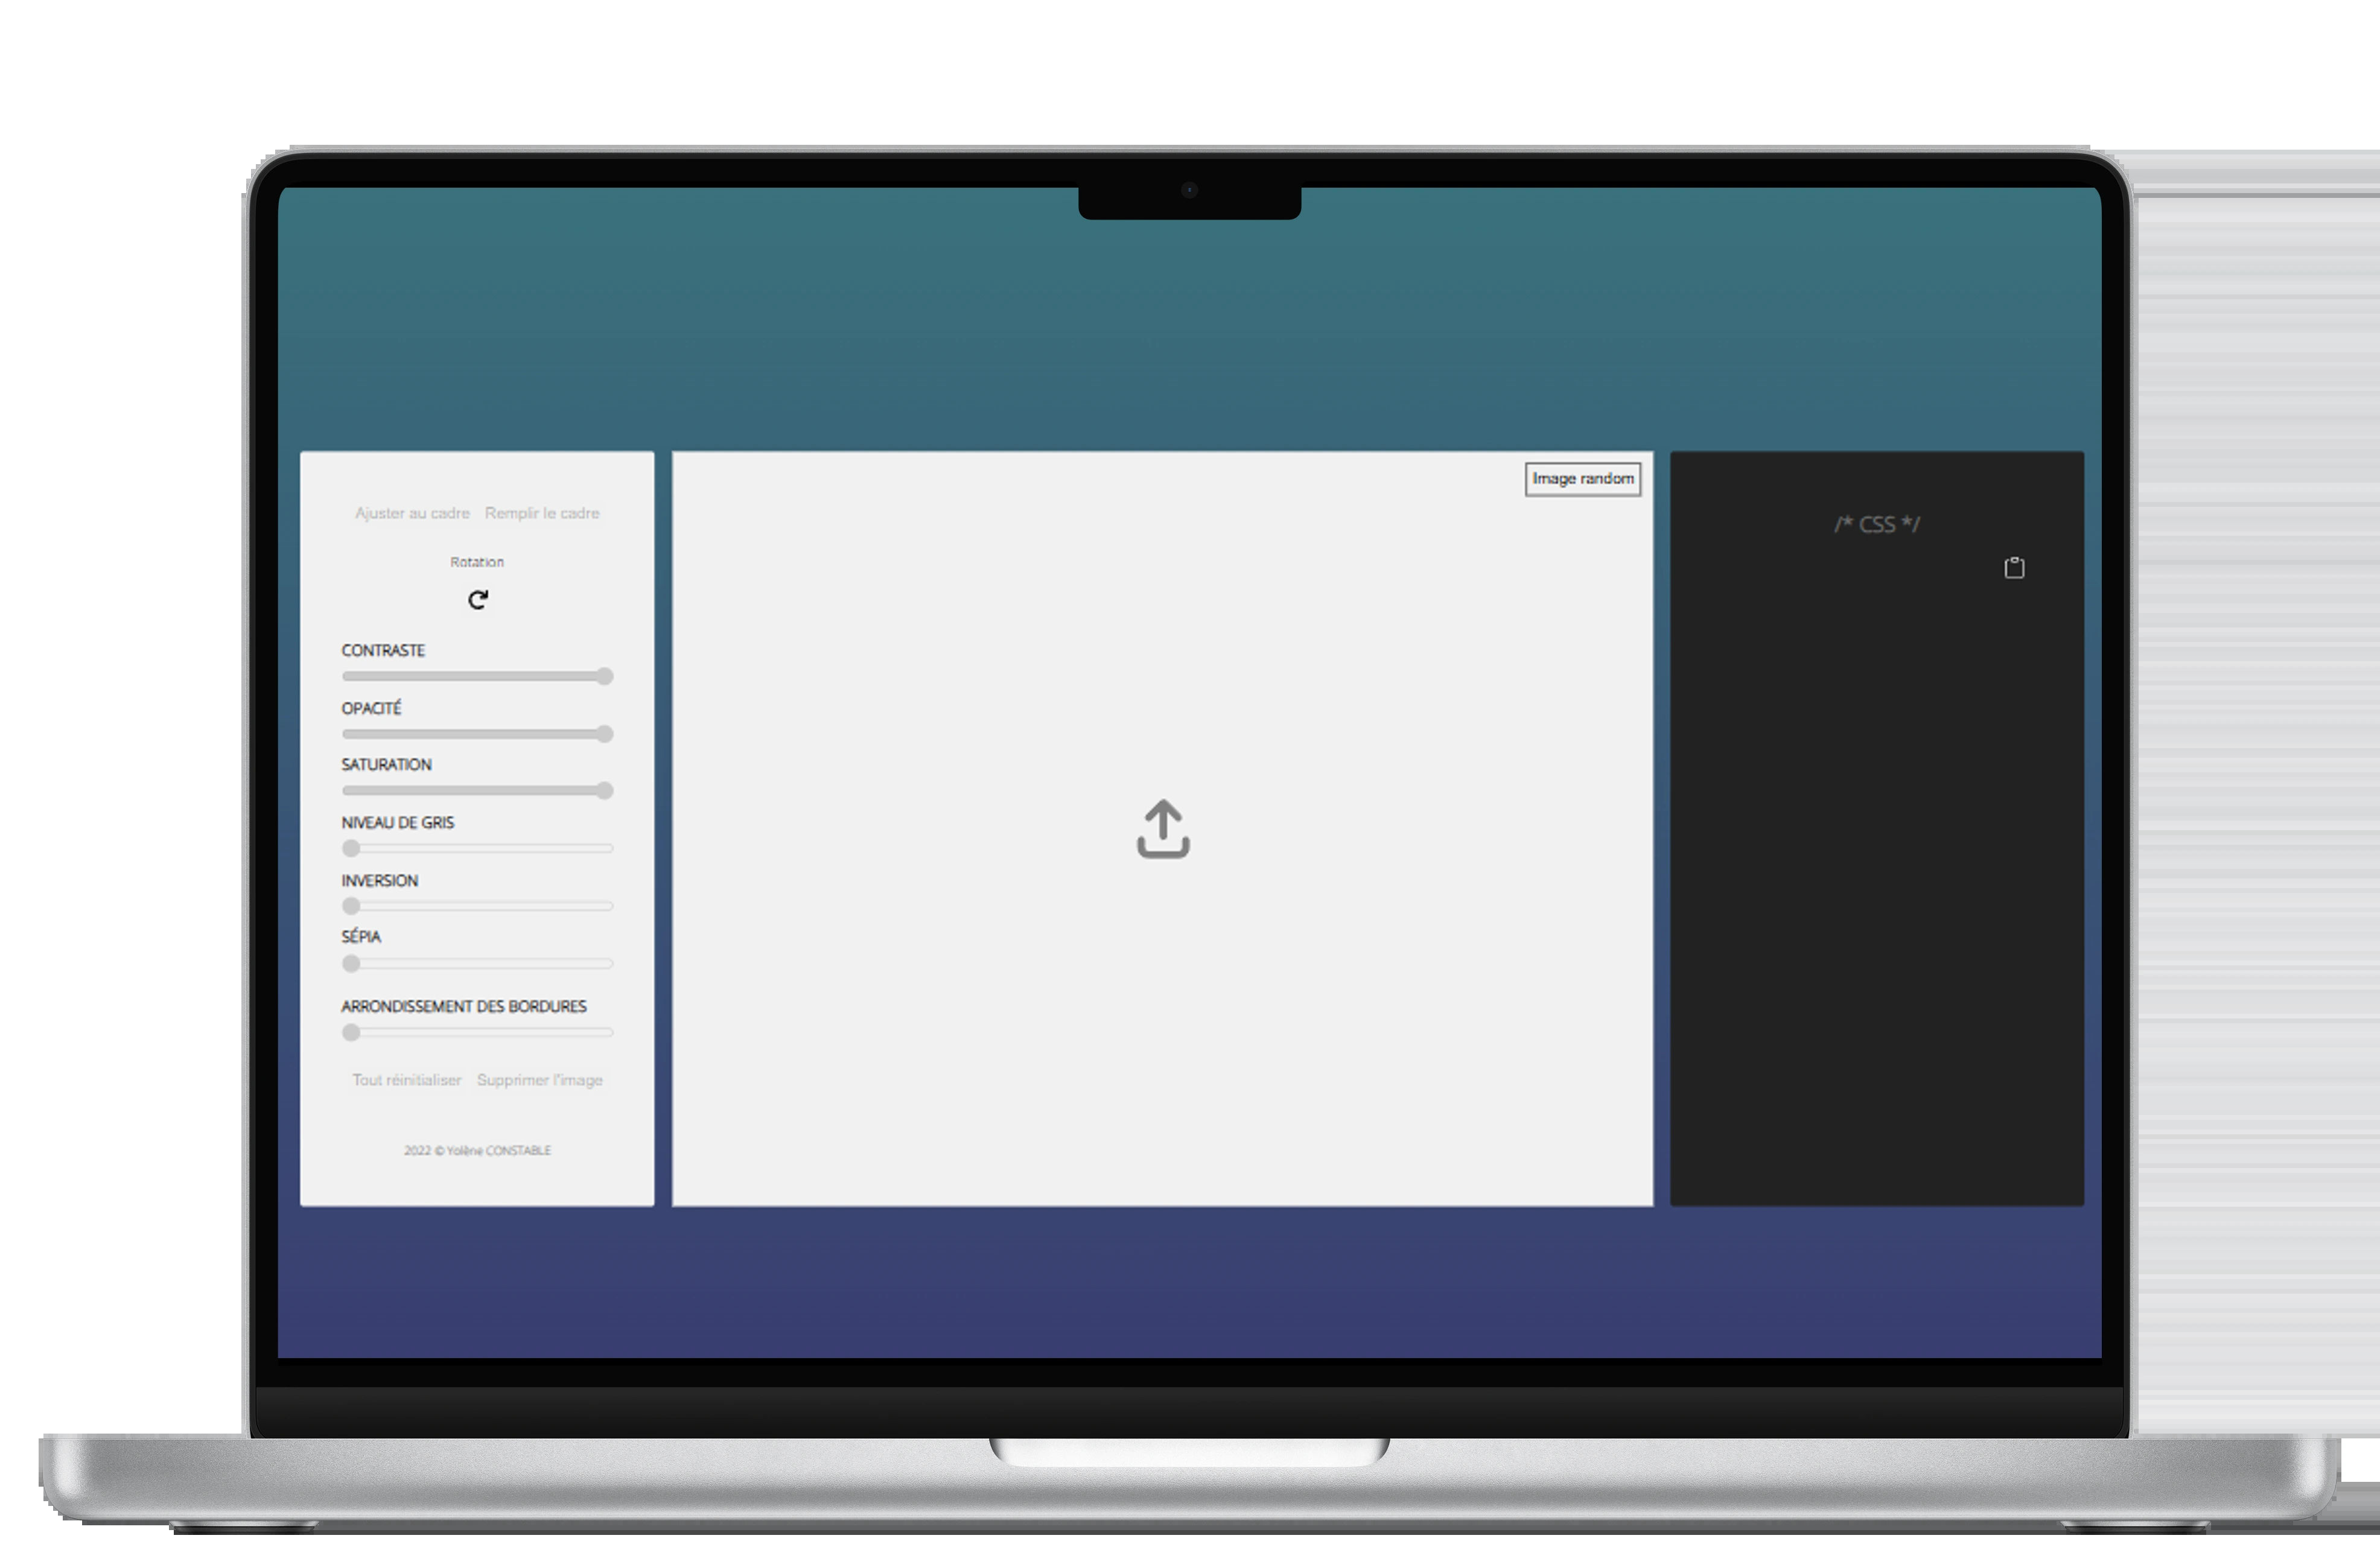 Ajuster au cadre Remplir le cadre
Rotation
CONTRASTE
OPACITÉ
SATURATION
NIVEAU DE GRIS
INVERSION
SÉPIA
ARRONDISSEMENT DES BORDURES
Tout réinitialiser Supprimer l'image
2022 © Yolène CONSTABLE
Image random
/* CSS */